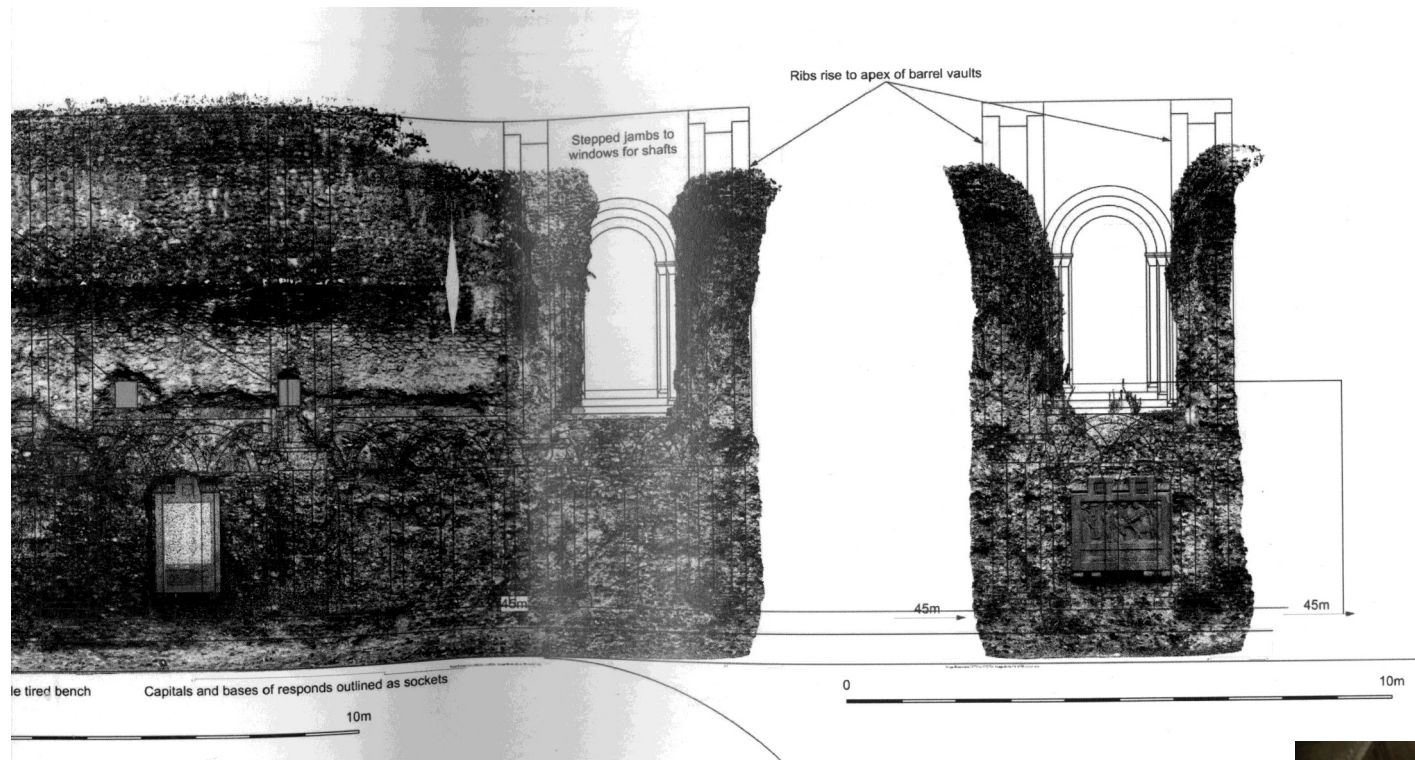 Ribs rise to apex of barrel vaults
Stepped jambs to
windows for shafts
45m
45m
45m
le tired bench
Capitals and bases of responds outlined as sockets
10m
0
10m